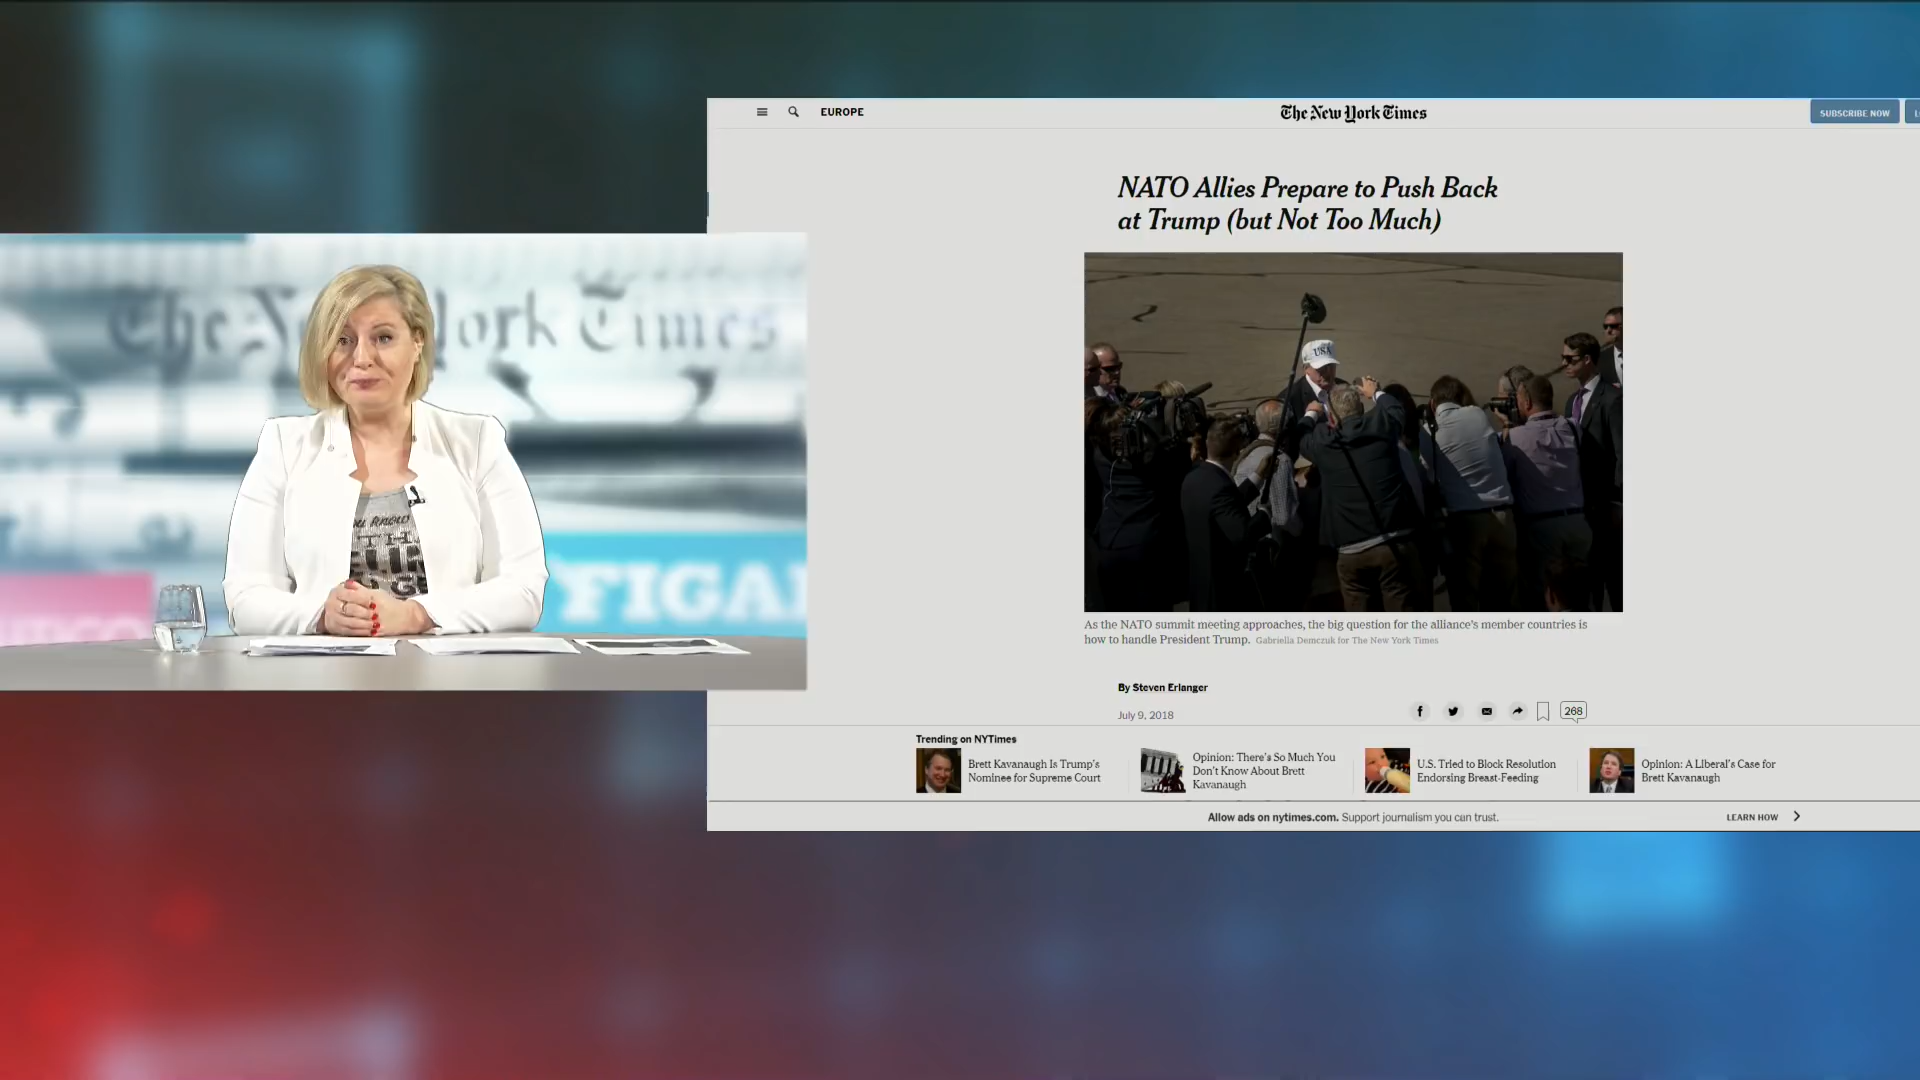 EUROPE
The New York Times
SUBSCRIBE NOW
NATO Allies Prepare to Push Back
at Trump (but Not Too Much)
The New York Times
USA
FIGA
As the NATO summit meeting approaches, the big question for the alliance's member countries is
how to handle President Trump. Gabriella Demczuk for The New York Times
By Steven Erlanger
July 9, 2018
268
Trending on NYTimes
Brett Kavanaugh Is Trump's
Nominee for Supreme Court
Opinion: There's So Much You
Don't Know About Brett
Kavanaugh
U.S. Tried to Block Resolution
Endorsing Breast-Feeding
Opinion: A Liberal's Case for
Brett Kavanaugh
Allow ads on nytimes.com. Support journalism you can trust.
LEARN HOW